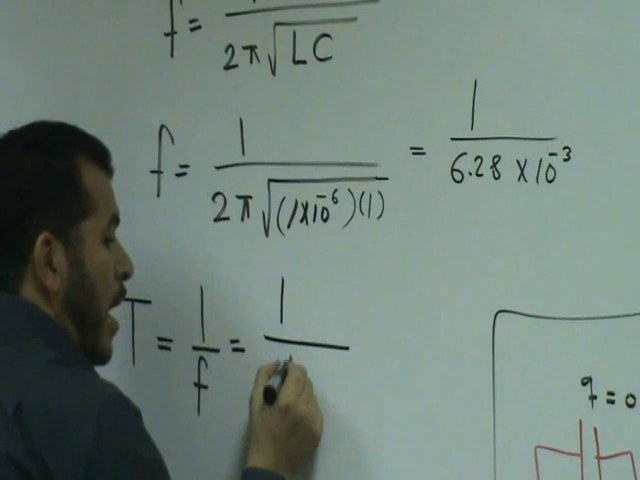 f = 1 / 2π√LC
f = 1 / 2π√(1×10⁻⁶)(1) = 1 / 6.28 × 10⁻³
T = 1 / f = 1 /
q = 0